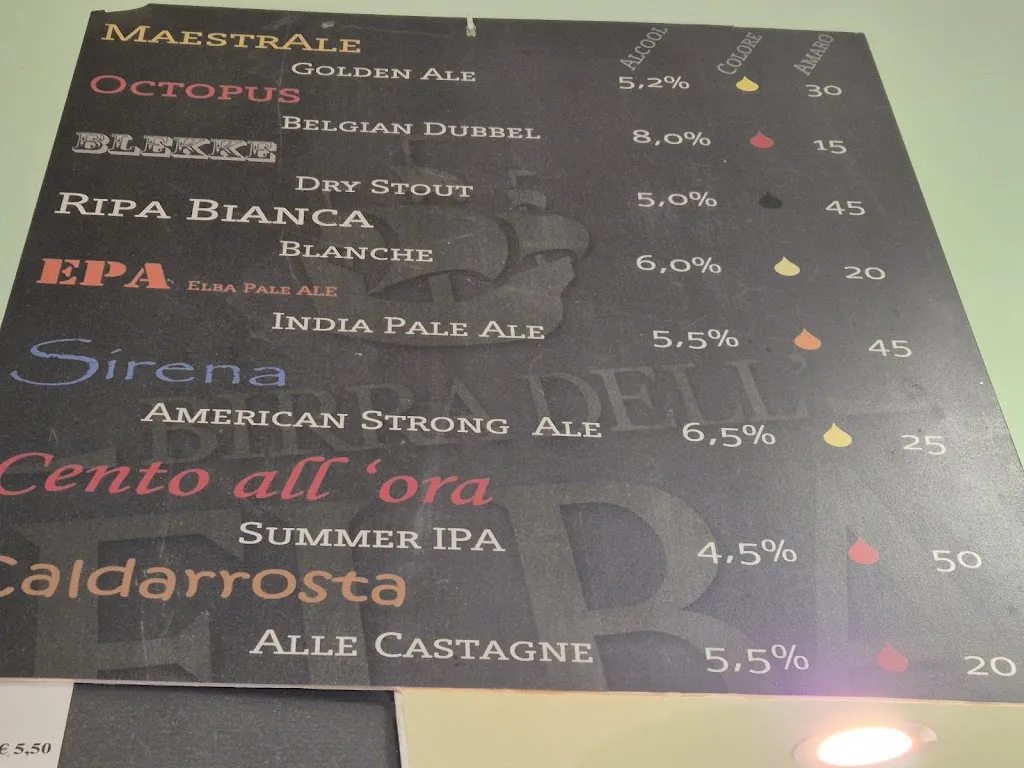 ALCOOL COLORE AMARO
MAESTRALE
GOLDEN ALE 5,2% 30
OCTOPUS
BELGIAN DUBBEL 8,0% 15
BLEKKE
DRY STOUT 5,0% 45
RIPA BIANCA
BLANCHE 6,0% 20
EPA ELBA PALE ALE
INDIA PALE ALE 5,5% 45
Sirena
AMERICAN STRONG ALE 6,5% 25
Cento all 'ora
SUMMER IPA 4,5% 50
Caldarrosta
ALLE CASTAGNE 5,5% 20
BIRRA DELL'
ELBA
€ 5,50